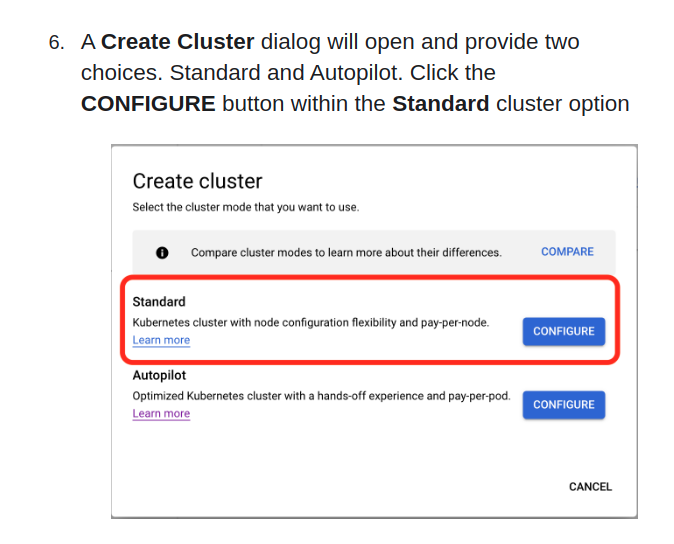 6. A Create Cluster dialog will open and provide two
choices. Standard and Autopilot. Click the
CONFIGURE button within the Standard cluster option
Create cluster
Select the cluster mode that you want to use.
Compare cluster modes to learn more about their differences. COMPARE
Standard
Kubernetes cluster with node configuration flexibility and pay-per-node.
Learn more
CONFIGURE
Autopilot
Optimized Kubernetes cluster with a hands-off experience and pay-per-pod.
Learn more
CONFIGURE
CANCEL